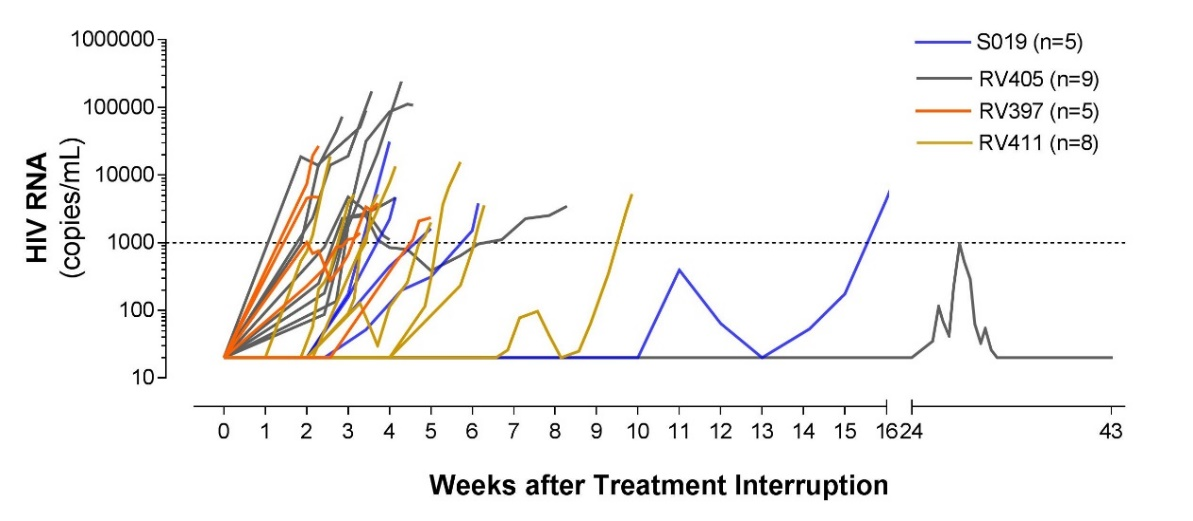 HIV RNA
(copies/mL)
1000000
100000
10000
1000
100
10
S019 (n=5)
RV405 (n=9)
RV397 (n=5)
RV411 (n=8)
0 1 2 3 4 5 6 7 8 9 10 11 12 13 14 15 16 24 43
Weeks after Treatment Interruption